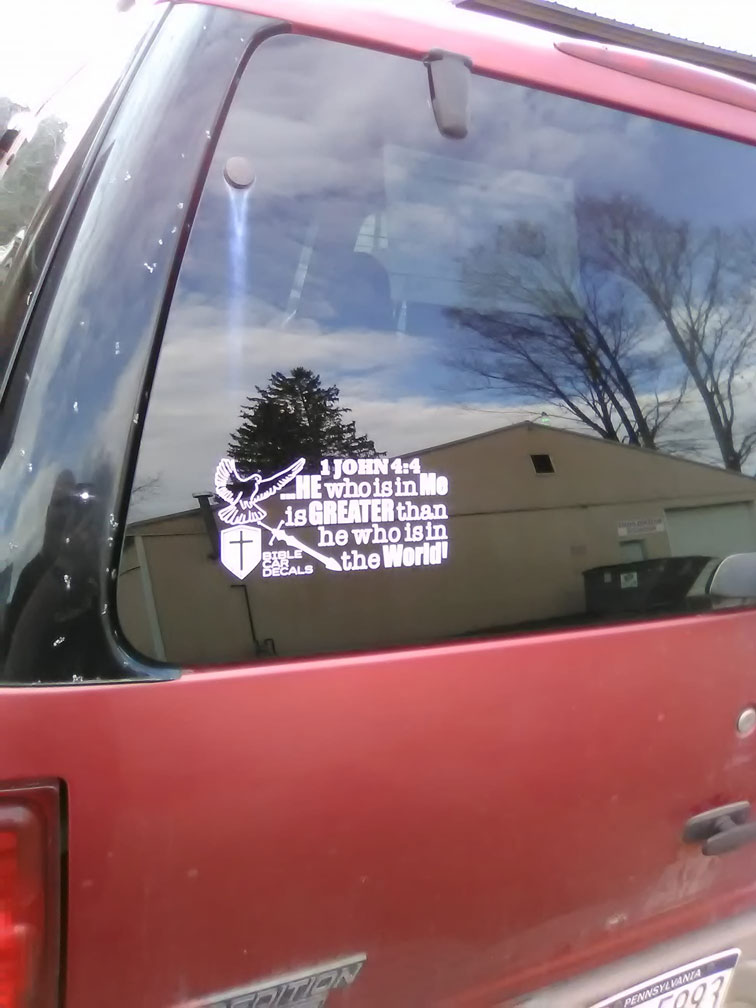 1 JOHN 4:4
...HE who is in Me
is GREATER than
he who is in
the World!
BIBLE
CAR
DECALS
EDITION
PENNSYLVANIA